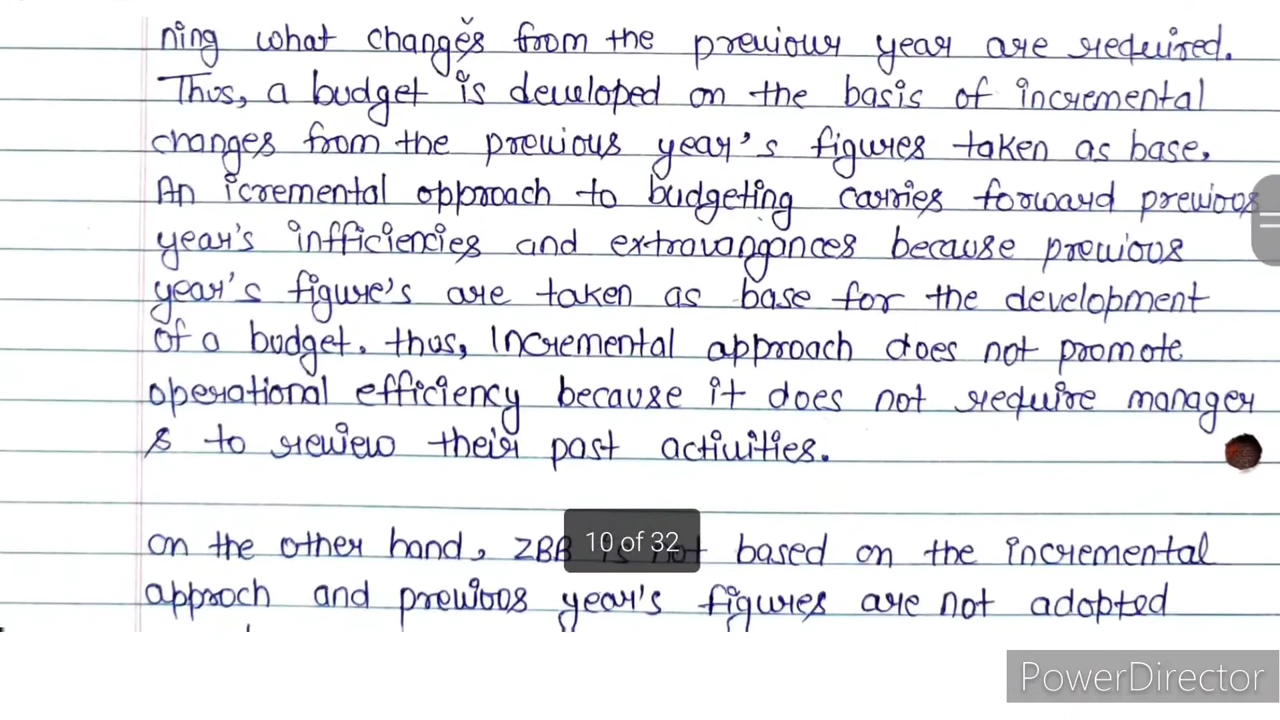 ning what changes from the previous year are required.
Thus, a budget is developed on the basis of incremental
changes from the previous year's figures taken as base.
An icremental approach to budgeting carries forward previous
year's infficiencies and extravangances because previous
year's figure's are taken as base for the development
of a budget. thus, Incremental approach does not promote
operational efficiency because it does not require manager
s to review their past activities.
on the other hand, ZBB is not based on the incremental
10 of 32
approch and previous year's figures are not adopted
PowerDirector